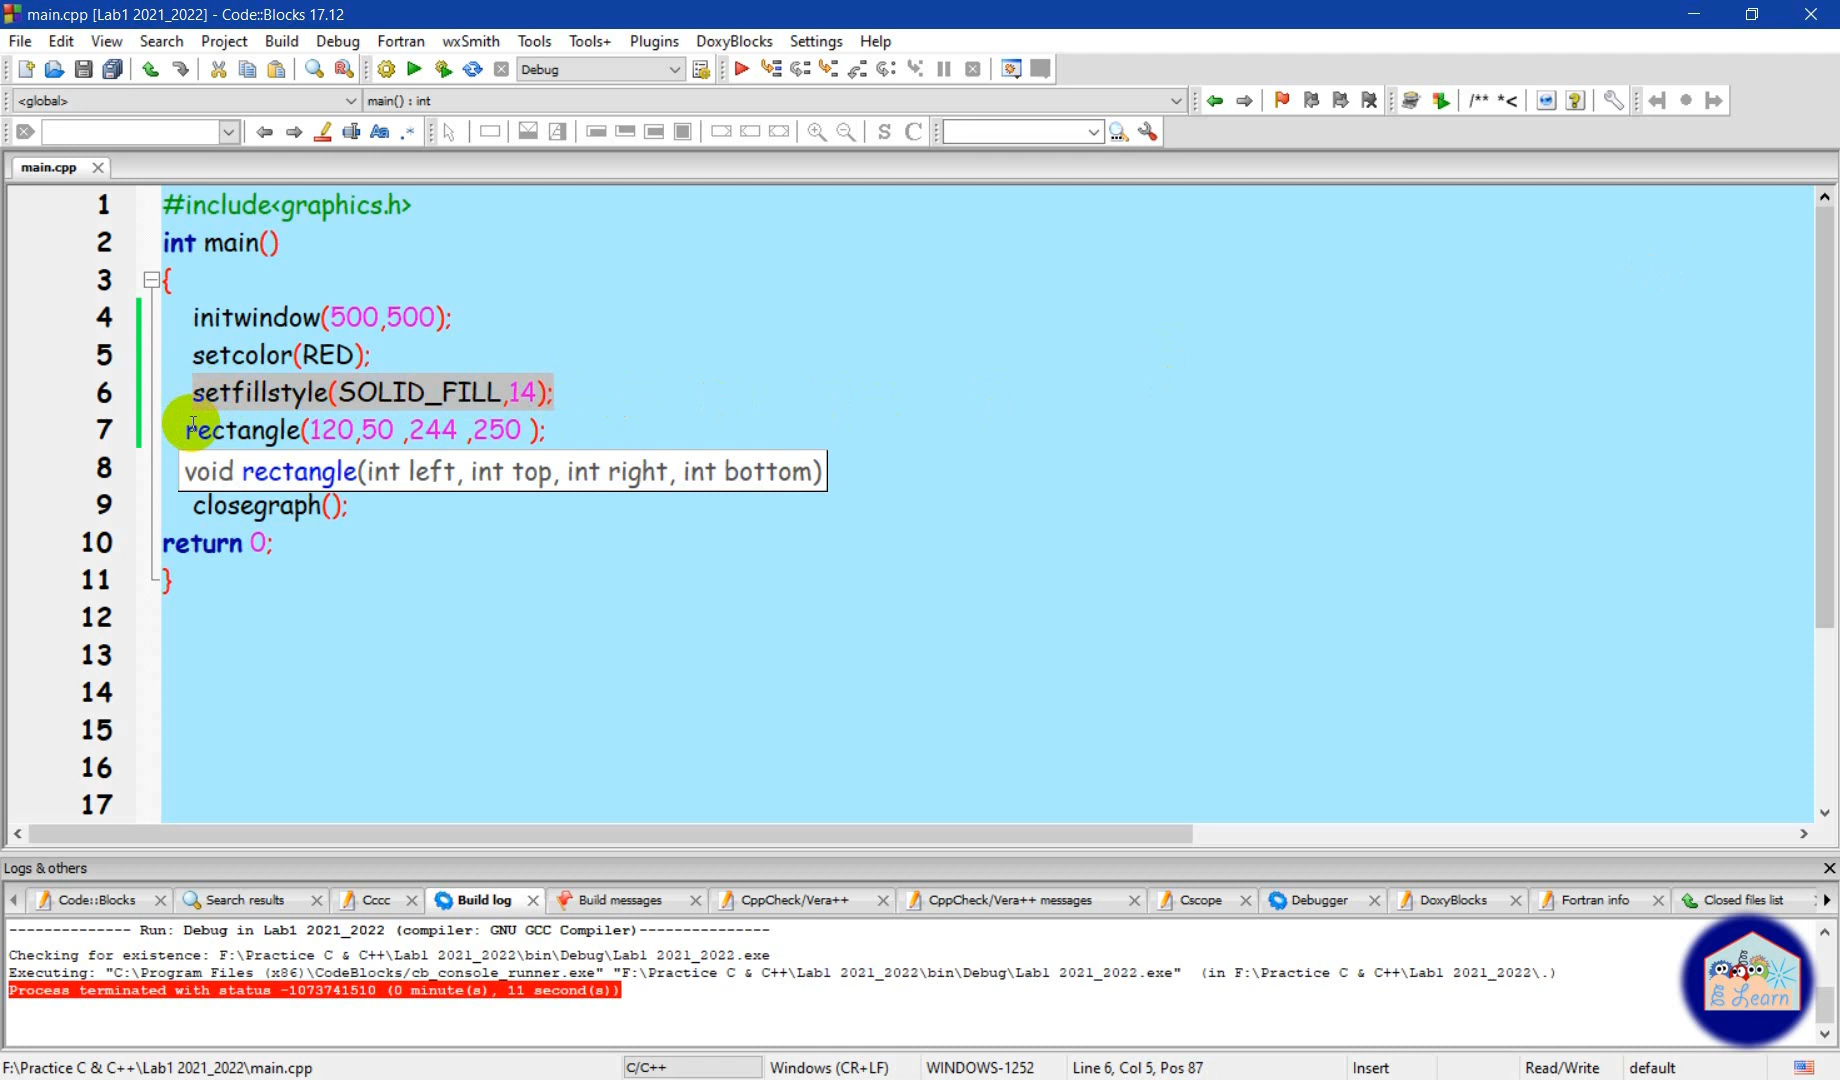 main.cpp [Lab1 2021_2022] - Code::Blocks 17.12
File Edit View Search Project Build Debug Fortran wxSmith Tools Tools+ Plugins DoxyBlocks Settings Help
Debug
<global> main() : int /** *<
Aa .* S C
main.cpp
1 #include<graphics.h>
2 int main()
3 {
4 initwindow(500,500);
5 setcolor(RED);
6 setfillstyle(SOLID_FILL,14);
7 rectangle(120,50 ,244 ,250 );
8 void rectangle(int left, int top, int right, int bottom)
9 closegraph();
10 return 0;
11 }
12
13
14
15
16
17
Logs & others
Code::Blocks Search results Cccc Build log Build messages CppCheck/Vera++ CppCheck/Vera++ messages Cscope Debugger DoxyBlocks Fortran info Closed files list
-------------- Run: Debug in Lab1 2021_2022 (compiler: GNU GCC Compiler)---------------
Checking for existence: F:\Practice C & C++\Lab1 2021_2022\bin\Debug\Lab1 2021_2022.exe
Executing: "C:\Program Files (x86)\CodeBlocks/cb_console_runner.exe" "F:\Practice C & C++\Lab1 2021_2022\bin\Debug\Lab1 2021_2022.exe" (in F:\Practice C & C++\Lab1 2021_2022\.)
Process terminated with status -1073741510 (0 minute(s), 11 second(s))
Learn
F:\Practice C & C++\Lab1 2021_2022\main.cpp C/C++ Windows (CR+LF) WINDOWS-1252 Line 6, Col 5, Pos 87 Insert Read/Write default